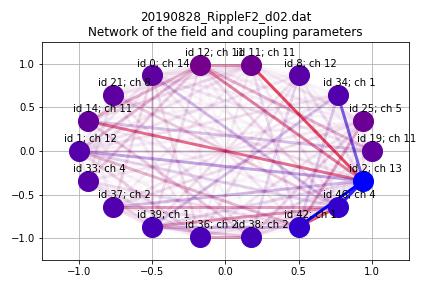 20190828_RippleF2_d02.dat
Network of the field and coupling parameters
id 12; ch
id 11; ch 11
id 0; ch 14
id 8; ch 12
id 21; ch
id 34; ch 1
id 14; ch 11
id 25; ch 5
id 1; ch 12
id 19; ch 11
id 33; ch 4
id 2; ch 13
id 37; ch 2
id 46; ch 4
id 39; ch 1
id 36; ch 2
id 38; ch 2
id 42; ch
1.0
0.5
0.0
−0.5
−1.0
−1.0 −0.5 0.0 0.5 1.0